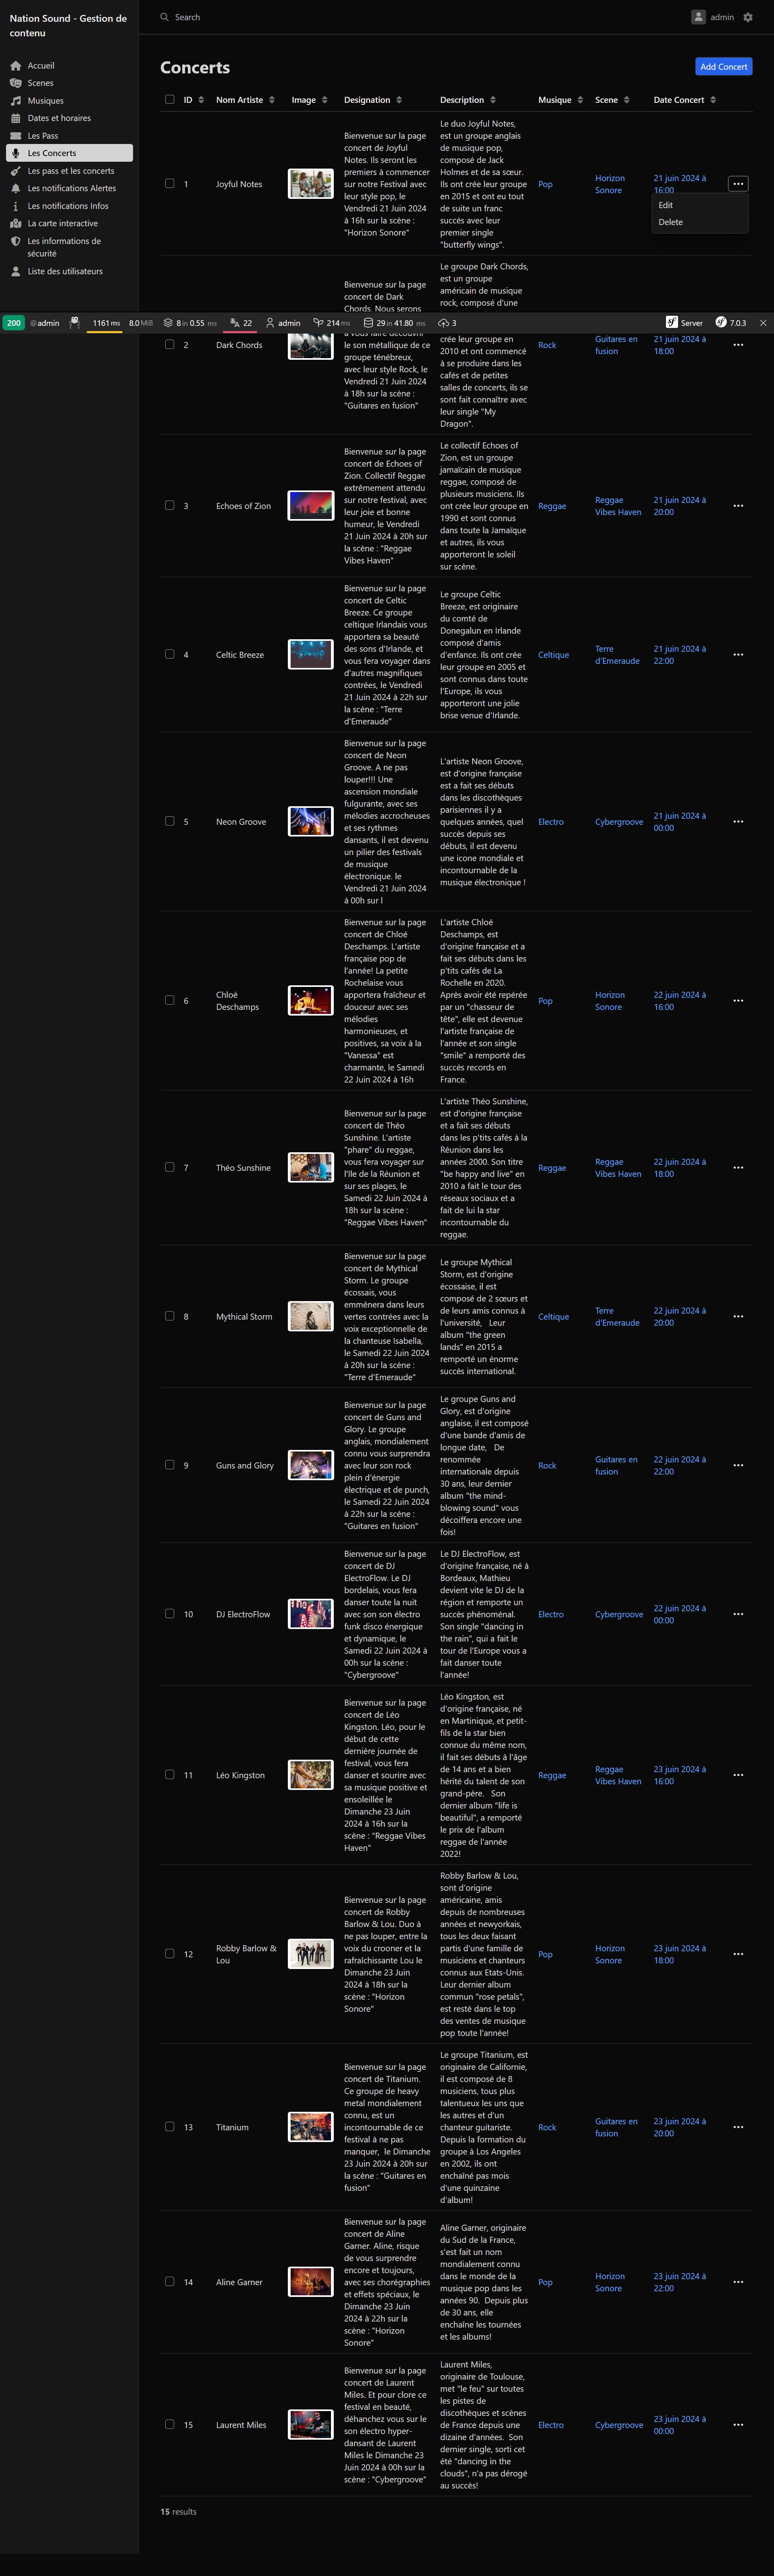 Nation Sound - Gestion de
contenu
Accueil
Scenes
Musiques
Dates et horaires
Les Pass
Les Concerts
Les pass et les concerts
Les notifications Alertes
Les notifications Infos
La carte interactive
Les informations de
sécurité
Liste des utilisateurs
Search
admin
Concerts
Add Concert
ID Nom Artiste Image Designation Description Musique Scene Date Concert
1
Joyful Notes
Bienvenue sur la page
concert de Joyful
Notes. Ils seront les
premiers à commencer
sur notre Festival avec
leur style pop, le
Vendredi 21 Juin 2024
à 16h sur la scène :
"Horizon Sonore"
Le duo Joyful Notes,
est un groupe anglais
de musique pop,
composé de Jack
Holmes et de sa sœur.
Ils ont crée leur groupe
en 2015 et ont eu tout
de suite un franc
succès avec leur
premier single
"butterfly wings".
Pop
Horizon
Sonore
21 juin 2024 à
16:00
Edit
Delete
Bienvenue sur la page
concert de Dark
Chords. Nous serons
Le groupe Dark Chords,
est un groupe
américain de musique
rock, composé d'une
200 @admin 1161 ms 8.0 MiB 8 in 0.55 ms 22 admin 214 ms 29 in 41.80 ms 3 Server 7.0.3
2
Dark Chords
à vous faire découvrir
le son métallique de ce
groupe ténébreux,
avec leur style Rock, le
Vendredi 21 Juin 2024
à 18h sur la scène :
"Guitares en fusion"
crée leur groupe en
2010 et ont commencé
à se produire dans les
cafés et de petites
salles de concerts, ils se
sont fait connaître avec
leur single "My
Dragon".
Rock
Guitares en
fusion
21 juin 2024 à
18:00
3
Echoes of Zion
Bienvenue sur la page
concert de Echoes of
Zion. Collectif Reggae
extrêmement attendu
sur notre festival, avec
leur joie et bonne
humeur, le Vendredi
21 Juin 2024 à 20h sur
la scène : "Reggae
Vibes Haven"
Le collectif Echoes of
Zion, est un groupe
jamaïcain de musique
reggae, composé de
plusieurs musiciens. Ils
ont crée leur groupe en
1990 et sont connus
dans toute la Jamaïque
et autres, ils vous
apporteront le soleil
sur scène.
Reggae
Reggae
Vibes Haven
21 juin 2024 à
20:00
4
Celtic Breeze
Bienvenue sur la page
concert de Celtic
Breeze. Ce groupe
celtique Irlandais vous
apportera sa beauté
des sons d'Irlande, et
vous fera voyager dans
d'autres magnifiques
contrées, le Vendredi
21 Juin 2024 à 22h sur
la scène : "Terre
d'Emeraude"
Le groupe Celtic
Breeze, est originaire
du comté de
Donegalun en Irlande
composé d'amis
d'enfance. Ils ont crée
leur groupe en 2005 et
sont connus dans toute
l'Europe, ils vous
apporteront une jolie
brise venue d'Irlande.
Celtique
Terre
d'Emeraude
21 juin 2024 à
22:00
5
Neon Groove
Bienvenue sur la page
concert de Neon
Groove. A ne pas
louper!!! Une
ascension mondiale
fulgurante, avec ses
mélodies accrocheuses
et ses rythmes
dansants, il est devenu
un pilier des festivals
de musique
électronique. le
Vendredi 21 Juin 2024
à 00h sur l
L'artiste Neon Groove,
est d'origine française
est a fait ses débuts
dans les discothèques
parisiennes il y a
quelques années, quel
succès depuis ses
débuts, il est devenu
une icone mondiale et
incontournable de la
musique électronique !
Electro
Cybergroove
21 juin 2024 à
00:00
6
Chloé
Deschamps
Bienvenue sur la page
concert de Chloé
Deschamps. L'artiste
française pop de
l'année! La petite
Rochelaise vous
apportera fraîcheur et
douceur avec ses
mélodies
harmonieuses, et
positives, sa voix à la
"Vanessa" est
charmante, le Samedi
22 Juin 2024 à 16h
L'artiste Chloé
Deschamps, est
d'origine française et a
fait ses débuts dans les
p'tits cafés de La
Rochelle en 2020.
Après avoir été repérée
par un "chasseur de
tête", elle est devenue
l'artiste française de
l'année et son single
"smile" a remporté des
succès records en
France.
Pop
Horizon
Sonore
22 juin 2024 à
16:00
7
Théo Sunshine
Bienvenue sur la page
concert de Théo
Sunshine. L'artiste
"phare" du reggae,
vous fera voyager sur
l'île de la Réunion et
sur ses plages, le
Samedi 22 Juin 2024 à
18h sur la scène :
"Reggae Vibes Haven"
L'artiste Théo Sunshine,
est d'origine française
et a fait ses débuts
dans les p'tits cafés à la
Réunion dans les
années 2000. Son titre
"be happy and live" en
2010 a fait le tour des
réseaux sociaux et a
fait de lui la star
incontournable du
reggae.
Reggae
Reggae
Vibes Haven
22 juin 2024 à
18:00
8
Mythical Storm
Bienvenue sur la page
concert de Mythical
Storm. Le groupe
écossais, vous
emmènera dans leurs
vertes contrées avec la
voix exceptionnelle de
la chanteuse Isabella,
le Samedi 22 Juin 2024
à 20h sur la scène :
"Terre d'Emeraude"
Le groupe Mythical
Storm, est d'origine
écossaise, il est
composé de 2 sœurs et
de leurs amis connus à
l'université, Leur
album "the green
lands" en 2015 a
remporté un énorme
succès international.
Celtique
Terre
d'Emeraude
22 juin 2024 à
20:00
9
Guns and Glory
Bienvenue sur la page
concert de Guns and
Glory. Le groupe
anglais, mondialement
connu vous surprendra
avec leur son rock
plein d'énergie
électrique et de punch,
le Samedi 22 Juin 2024
à 22h sur la scène :
"Guitares en fusion"
Le groupe Guns and
Glory, est d'origine
anglaise, il est composé
d'une bande d'amis de
longue date, De
renommée
internationale depuis
30 ans, leur dernier
album "the mind-
blowing sound" vous
décoiffera encore une
fois!
Rock
Guitares en
fusion
22 juin 2024 à
22:00
10
DJ ElectroFlow
Bienvenue sur la page
concert de DJ
ElectroFlow. Le DJ
bordelais, vous fera
danser toute la nuit
avec son son électro
funk disco énergique
et dynamique, le
Samedi 22 Juin 2024 à
00h sur la scène :
"Cybergroove"
Le DJ ElectroFlow, est
d'origine française, né à
Bordeaux, Mathieu
devient vite le DJ de la
région et remporte un
succès phénoménal.
Son single "dancing in
the rain", qui a fait le
tour de l'Europe vous a
fait danser toute
l'année!
Electro
Cybergroove
22 juin 2024 à
00:00
11
Léo Kingston
Bienvenue sur la page
concert de Léo
Kingston. Léo, pour le
début de cette
dernière journée de
festival, vous fera
danser et sourire avec
sa musique positive et
ensoleillée le
Dimanche 23 Juin
2024 à 16h sur la
scène : "Reggae Vibes
Haven"
Léo Kingston, est
d'origine française, né
en Martinique, et petit-
fils de la star bien
connue du même nom,
il fait ses débuts à l'âge
de 14 ans et a bien
hérité du talent de son
grand-père. Son
dernier album "life is
beautiful", a remporté
le prix de l'album
reggae de l'année
2022!
Reggae
Reggae
Vibes Haven
23 juin 2024 à
16:00
12
Robby Barlow &
Lou
Bienvenue sur la page
concert de Robby
Barlow & Lou. Duo à
ne pas louper, entre la
voix du crooner et la
rafraîchissante Lou le
Dimanche 23 Juin
2024 à 18h sur la
scène : "Horizon
Sonore"
Robby Barlow & Lou,
sont d'origine
américaine, amis
depuis de nombreuses
années et newyorkais,
tous les deux faisant
partis d'une famille de
musiciens et chanteurs
connus aux Etats-Unis.
Leur dernier album
commun "rose petals",
est resté dans le top
des ventes de musique
pop toute l'année!
Pop
Horizon
Sonore
23 juin 2024 à
18:00
13
Titanium
Bienvenue sur la page
concert de Titanium.
Ce groupe de heavy
metal mondialement
connu, est un
incontournable de ce
festival à ne pas
manquer, le Dimanche
23 Juin 2024 à 20h sur
la scène : "Guitares en
fusion"
Le groupe Titanium, est
originaire de Californie,
il est composé de 8
musiciens, tous plus
talentueux les uns que
les autres et d'un
chanteur guitariste.
Depuis la formation du
groupe à Los Angeles
en 2002, ils ont
enchaîné pas mois
d'une quinzaine
d'album!
Rock
Guitares en
fusion
23 juin 2024 à
20:00
14
Aline Garner
Bienvenue sur la page
concert de Aline
Garner. Aline, risque
de vous surprendre
encore et toujours,
avec ses chorégraphies
et effets spéciaux, le
Dimanche 23 Juin
2024 à 22h sur la
scène : "Horizon
Sonore"
Aline Garner, originaire
du Sud de la France,
s'est fait un nom
mondialement connu
dans le monde de la
musique pop dans les
années 90. Depuis plus
de 30 ans, elle
enchaîne les tournées
et les albums!
Pop
Horizon
Sonore
23 juin 2024 à
22:00
15
Laurent Miles
Bienvenue sur la page
concert de Laurent
Miles. Et pour clore ce
festival en beauté,
déhanchez vous sur le
son électro hyper-
dansant de Laurent
Miles le Dimanche 23
Juin 2024 à 00h sur la
scène : "Cybergroove"
Laurent Miles,
originaire de Toulouse,
met "le feu" sur toutes
les pistes de
discothèques et scènes
de France depuis une
dizaine d'années. Son
dernier single, sorti cet
été "dancing in the
clouds", n'a pas dérogé
au succès!
Electro
Cybergroove
23 juin 2024 à
00:00
15 results